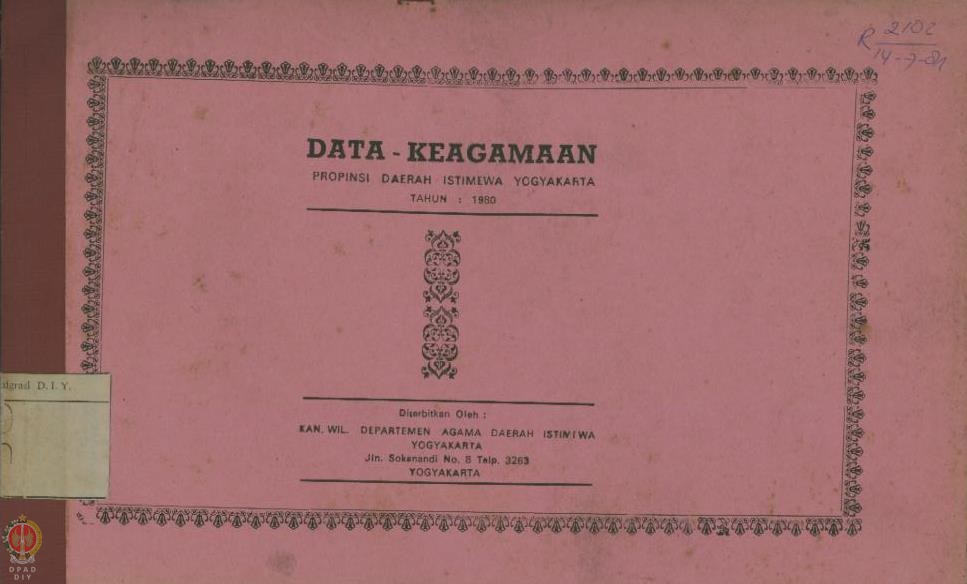 R 2102
14-7-81
DATA - KEAGAMAAN
PROPINSI DAERAH ISTIMEWA YOGYAKARTA
TAHUN : 1980
D. I. Y.
Diterbitkan Oleh :
KAN. WIL. DEPARTEMEN AGAMA DAERAH ISTIMEWA
YOGYAKARTA
Jln. Sokonandi No. 8 Telp. 3263
YOGYAKARTA
DPAD
DIY